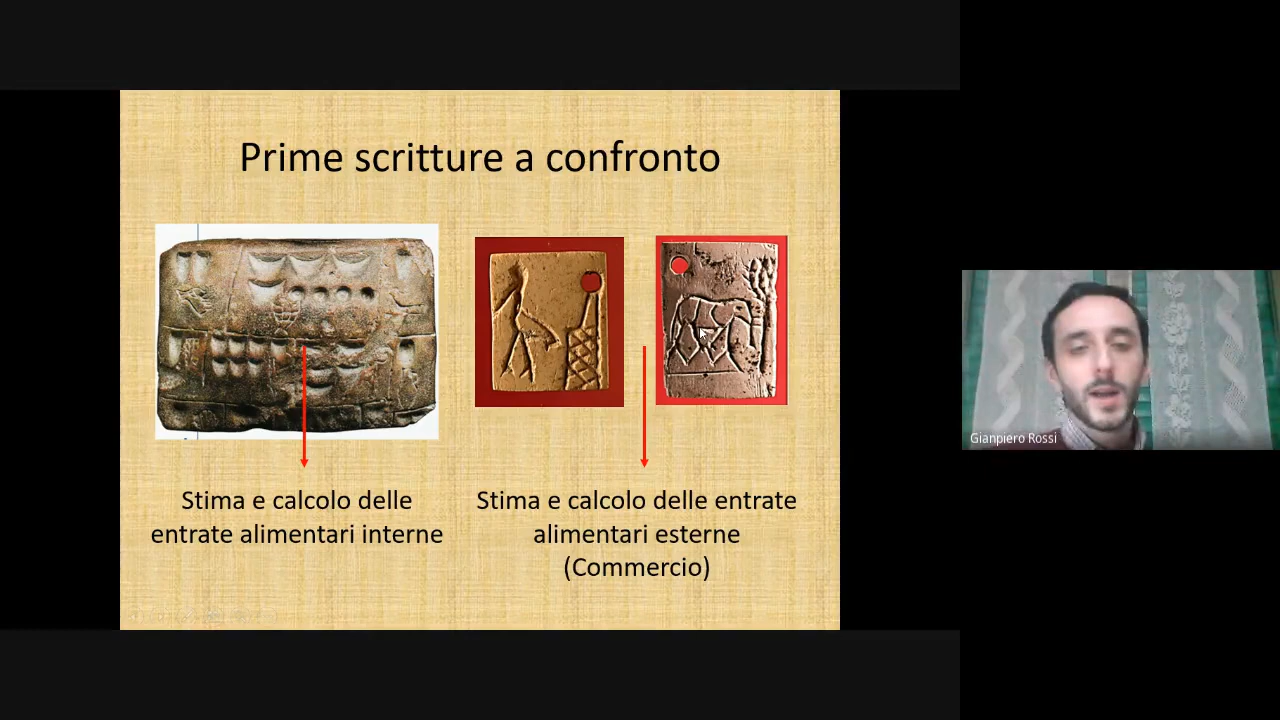 Prime scritture a confronto
Stima e calcolo delle
entrate alimentari interne
Stima e calcolo delle entrate
alimentari esterne
(Commercio)
Gianpiero Rossi